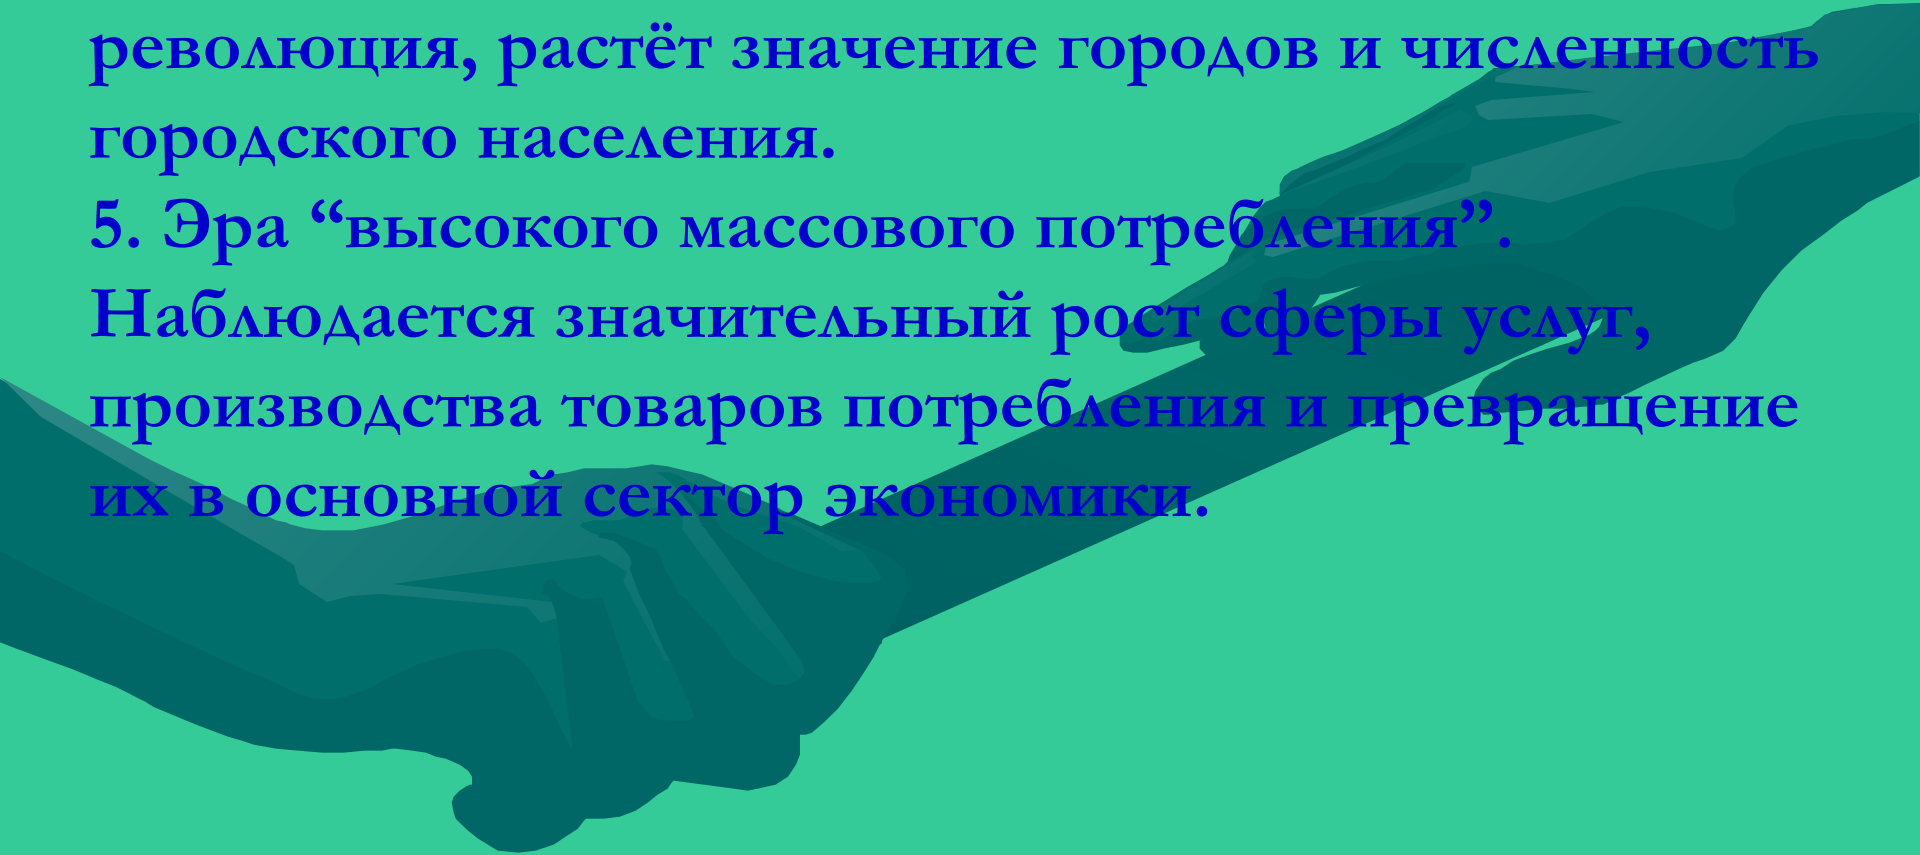 революция, растёт значение городов и численность
городского населения.
5. Эра “высокого массового потребления”.
Наблюдается значительный рост сферы услуг,
производства товаров потребления и превращение
их в основной сектор экономики.